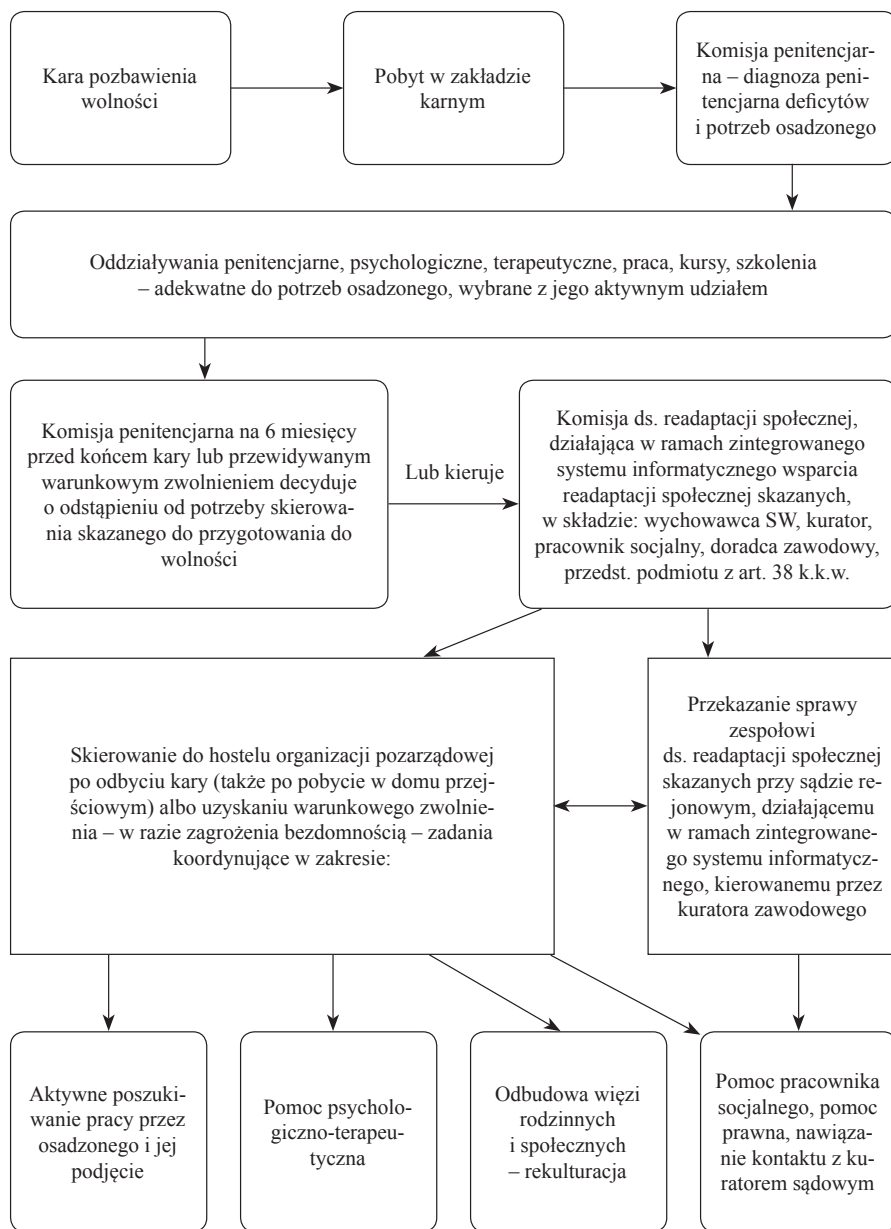 Kara pozbawienia
wolności
Pobyt w zakładzie
karnym
Komisja penitencjar-
na – diagnoza peni-
tencjarna deficytów
i potrzeb osadzonego
Oddziaływania penitencjarne, psychologiczne, terapeutyczne, praca, kursy, szkolenia
– adekwatne do potrzeb osadzonego, wybrane z jego aktywnym udziałem
Komisja penitencjarna na 6 miesięcy
przed końcem kary lub przewidywanym
warunkowym zwolnieniem decyduje
o odstąpieniu od potrzeby skierowa-
nia skazanego do przygotowania do
wolności
Lub kieruje
Komisja ds. readaptacji społecznej,
działająca w ramach zintegrowanego
systemu informatycznego wsparcia
readaptacji społecznej skazanych,
w składzie: wychowawca SW, kurator,
pracownik socjalny, doradca zawodowy,
przedst. podmiotu z art. 38 k.k.w.
Skierowanie do hostelu organizacji pozarządowej
po odbyciu kary (także po pobycie w domu przej-
ściowym) albo uzyskaniu warunkowego zwolnie-
nia – w razie zagrożenia bezdomnością – zadania
koordynujące w zakresie:
Przekazanie sprawy
zespołowi
ds. readaptacji społecznej
skazanych przy sądzie re-
jonowym, działającemu
w ramach zintegrowane-
go systemu informatycz-
nego, kierowanemu przez
kuratora zawodowego
Aktywne poszuki-
wanie pracy przez
osadzonego i jej
podjęcie
Pomoc psycholo-
giczno-terapeu-
tyczna
Odbudowa więzi
rodzinnych
i społecznych
– rekulturacja
Pomoc pracownika
socjalnego, pomoc
prawna, nawiąza-
nie kontaktu z ku-
ratorem sądowym